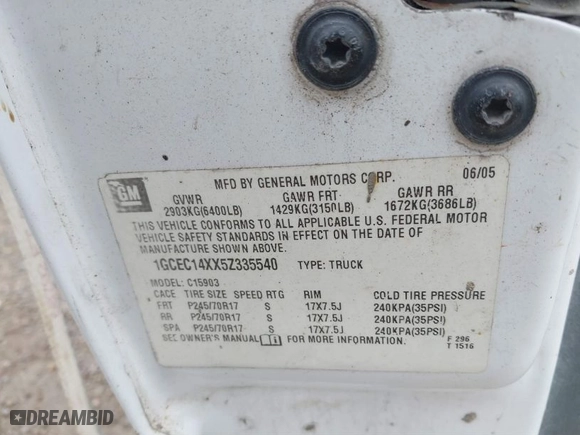 MFD BY GENERAL MOTORS CORP. 06/05
GM
GVWR GAWR FRT GAWR RR
2903KG(6400LB) 1429KG(3150LB) 1672KG(3686LB)
THIS VEHICLE CONFORMS TO ALL APPLICABLE U.S. FEDERAL MOTOR
VEHICLE SAFETY STANDARDS IN EFFECT ON THE DATE OF
MANUFACTURE SHOWN ABOVE.
1GCEC14XX5Z335540 TYPE: TRUCK
MODEL: C15903
CACE TIRE SIZE SPEED RTG RIM COLD TIRE PRESSURE
FRT P245/70R17 S 17X7.5J 240KPA(35PSI)
RR P245/70R17 S 17X7.5J 240KPA(35PSI)
SPA P245/70R17 S 17X7.5J 240KPA(35PSI)
SEE OWNER'S MANUAL FOR MORE INFORMATION.
F 296
T 1516
DREAMBID